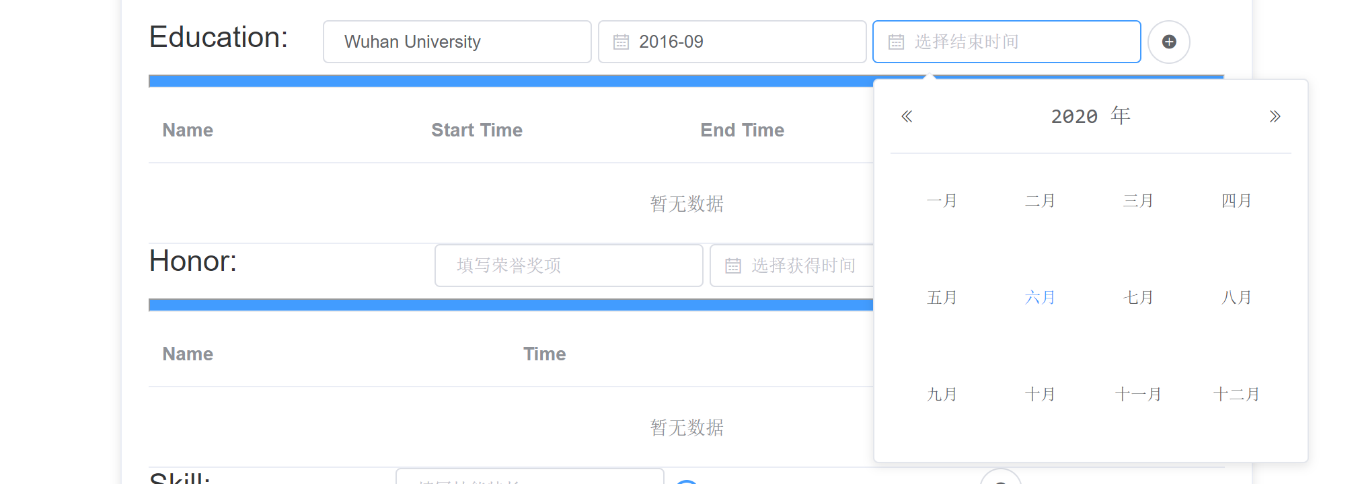 Education: Wuhan University 2016-09 选择结束时间
2020 年
Name Start Time End Time
一月 二月 三月 四月
暂无数据
Honor: 填写荣誉奖项 选择获得时间
五月 六月 七月 八月
Name Time
九月 十月 十一月 十二月
暂无数据
Skill: